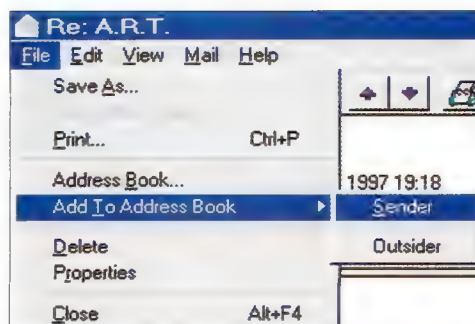 Re: A.R.T.
File Edit View Mail Help
Save As...
Print... Ctrl+P
Address Book...
1997 19:18
Add To Address Book Sender
Delete Outsider
Properties
Close Alt+F4